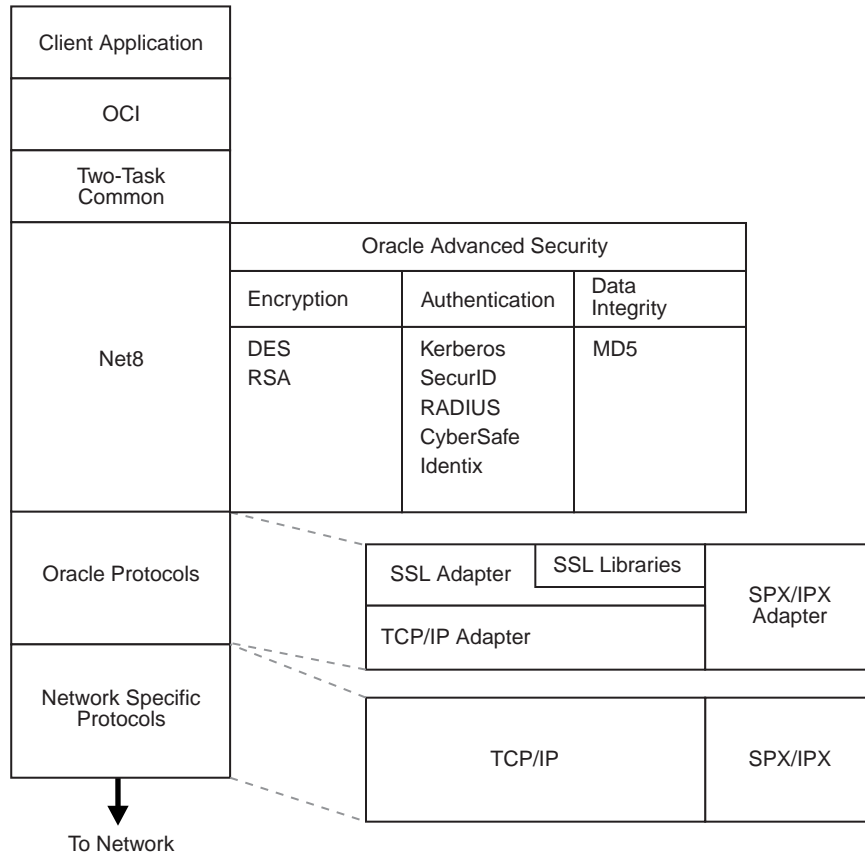 Client Application
OCI
Two-Task
Common
Net8
Oracle Advanced Security
Encryption
Authentication
Data
Integrity
DES
RSA
Kerberos
SecurID
RADIUS
CyberSafe
Identix
MD5
Oracle Protocols
SSL Adapter
SSL Libraries
SPX/IPX
Adapter
TCP/IP Adapter
Network Specific
Protocols
TCP/IP
SPX/IPX
To Network